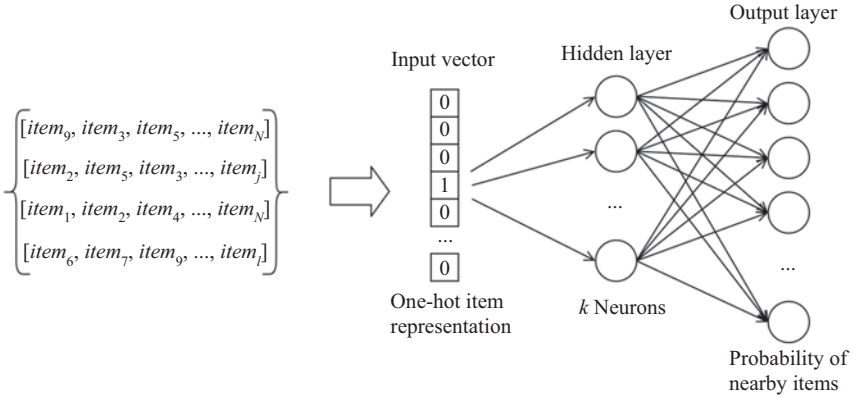 Output layer
Hidden layer
Input vector
0
0
0
1
0
...
0
[item9, item3, item5, ..., itemN]
[item2, item5, item3, ..., itemj]
[item1, item2, item4, ..., itemN]
[item6, item7, item9, ..., iteml]
...
...
One-hot item
representation
k Neurons
Probability of
nearby items